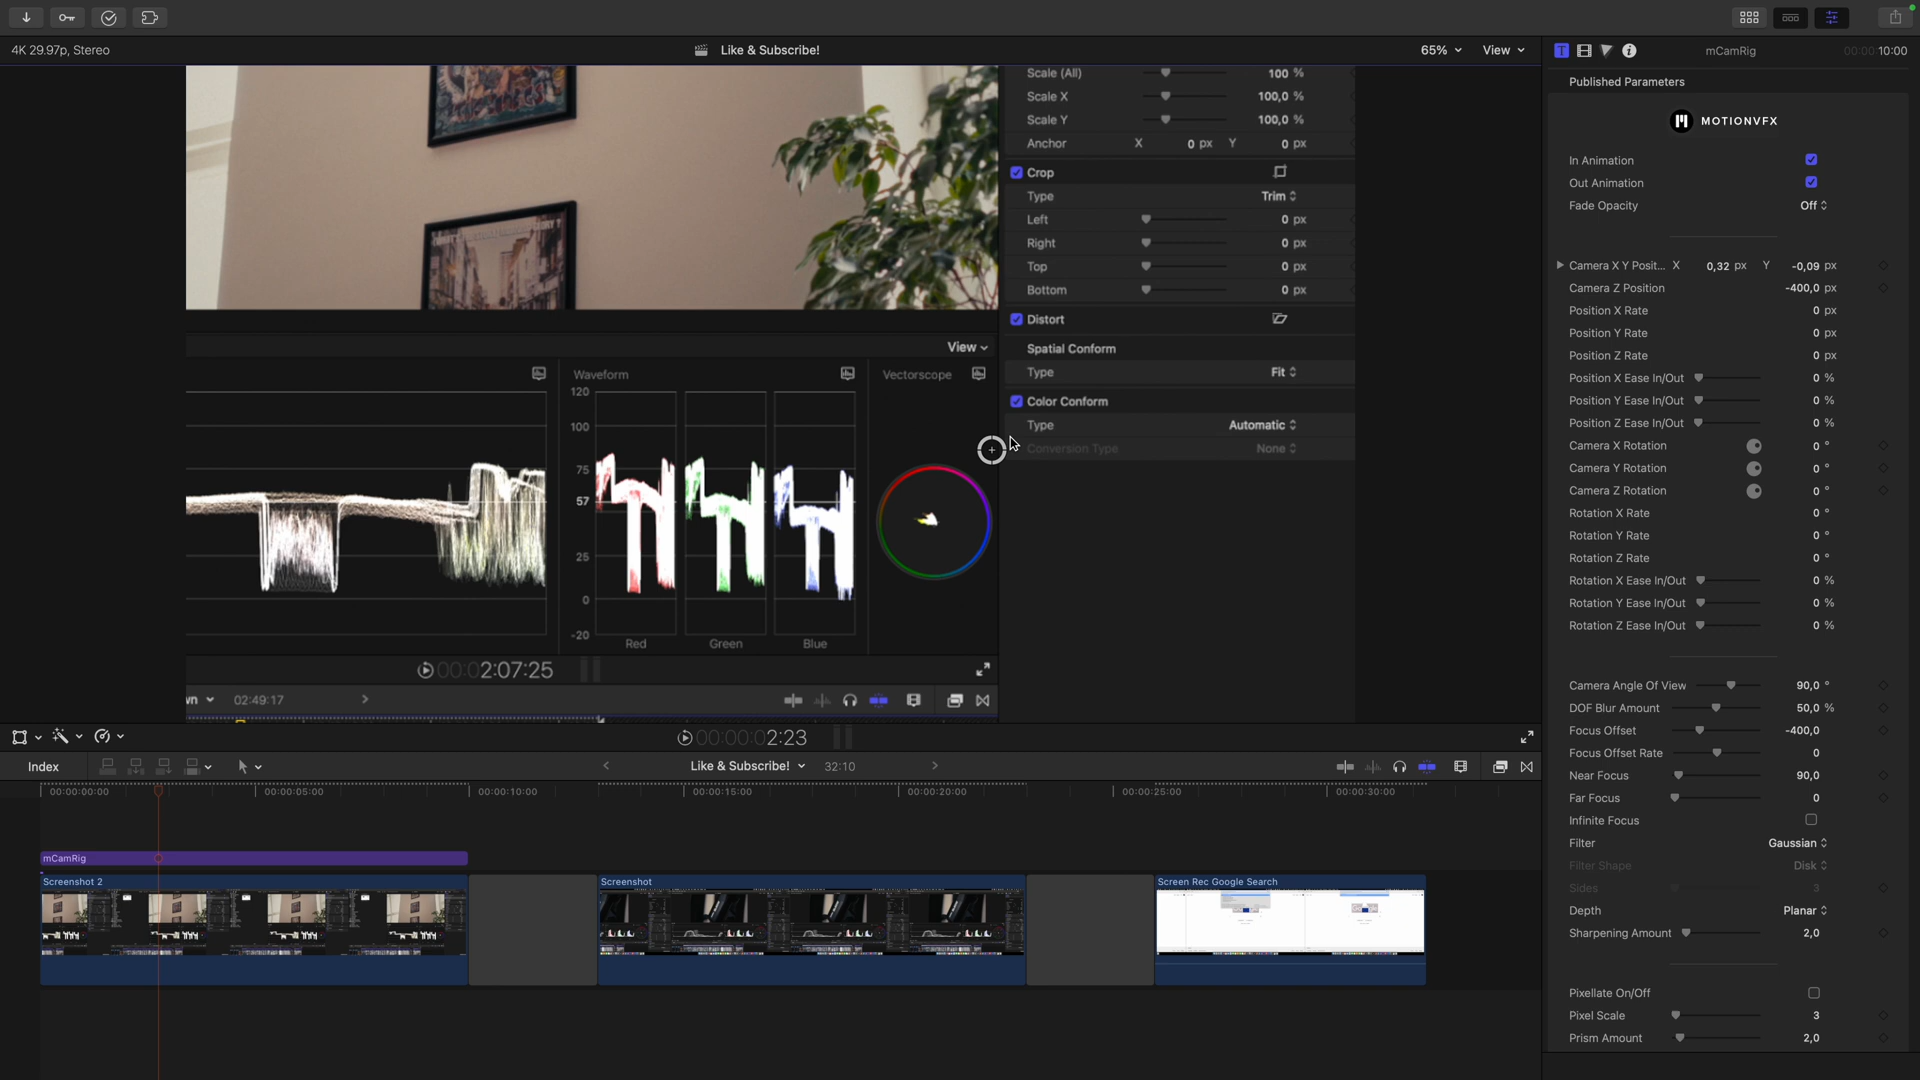 4K 29.97p, Stereo
Like & Subscribe!
65%
View
mCamRig
00:00:00:10:00
Published Parameters
MOTIONVFX
In Animation
Out Animation
Fade Opacity Off
Camera X Y Posit... X 0,32 px Y -0,09 px
Camera Z Position -400,0 px
Position X Rate 0 px
Position Y Rate 0 px
Position Z Rate 0 px
Position X Ease In/Out 0 %
Position Y Ease In/Out 0 %
Position Z Ease In/Out 0 %
Camera X Rotation 0 °
Camera Y Rotation 0 °
Camera Z Rotation 0 °
Rotation X Rate 0 °
Rotation Y Rate 0 °
Rotation Z Rate 0 °
Rotation X Ease In/Out 0 %
Rotation Y Ease In/Out 0 %
Rotation Z Ease In/Out 0 %
Camera Angle Of View 90,0 °
DOF Blur Amount 50,0 %
Focus Offset -400,0
Focus Offset Rate 0
Near Focus 90,0
Far Focus 0
Infinite Focus
Filter Gaussian
Filter Shape Disk
Sides 3
Depth Planar
Sharpening Amount 2,0
Pixellate On/Off
Pixel Scale 3
Prism Amount 2,0
Scale (All) 100 %
Scale X 100,0 %
Scale Y 100,0 %
Anchor X 0 px Y 0 px
Crop
Type Trim
Left 0 px
Right 0 px
Top 0 px
Bottom 0 px
Distort
Spatial Conform
Type Fit
Color Conform
Type Automatic
Conversion Type None
View
Waveform
Vectorscope
120
100
75
57
25
0
-20
Red Green Blue
00:02:07:25
wn
02:49:17
00:00:00:2:23
Index
Like & Subscribe!
32:10
00:00:00:00 00:00:05:00 00:00:10:00 00:00:15:00 00:00:20:00 00:00:25:00 00:00:30:00
mCamRig
Screenshot 2
Screenshot
Screen Rec Google Search